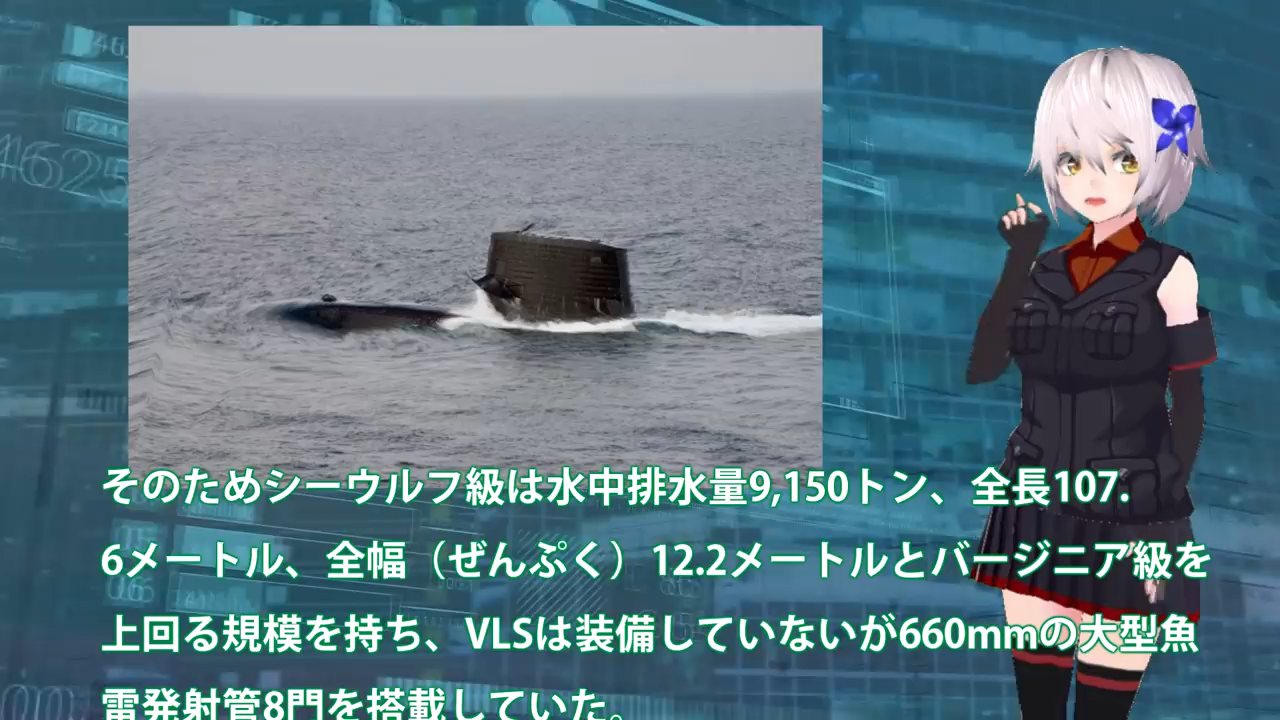 そのためシーウルフ級は水中排水量9,150トン、全長107.
6メートル、全幅（ぜんぷく）12.2メートルとバージニア級を
上回る規模を持ち、VLSは装備していないが660mmの大型魚
雷発射管8門を搭載していた。